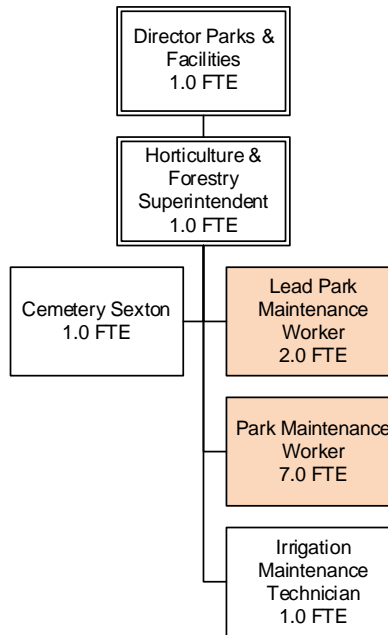 Director Parks &
Facilities
1.0 FTE
Horticulture &
Forestry
Superintendent
1.0 FTE
Cemetery Sexton
1.0 FTE
Lead Park
Maintenance
Worker
2.0 FTE
Park Maintenance
Worker
7.0 FTE
Irrigation
Maintenance
Technician
1.0 FTE